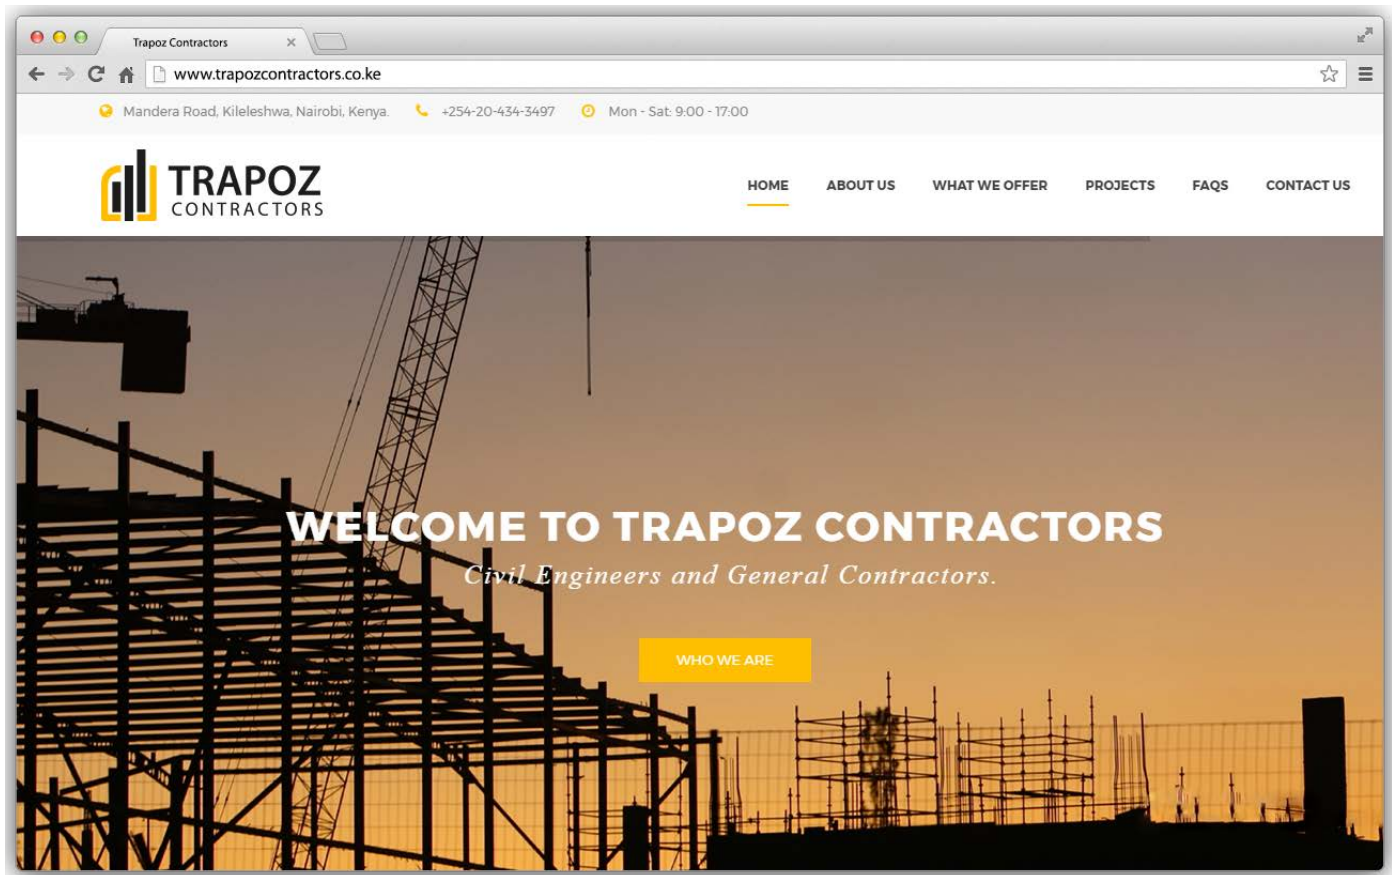 Trapoz Contractors
www.trapozcontractors.co.ke
Mandera Road, Kileleshwa, Nairobi, Kenya. +254-20-434-3497 Mon - Sat: 9:00 - 17:00
TRAPOZ
CONTRACTORS
HOME ABOUT US WHAT WE OFFER PROJECTS FAQS CONTACT US
WELCOME TO TRAPOZ CONTRACTORS
Civil Engineers and General Contractors.
WHO WE ARE